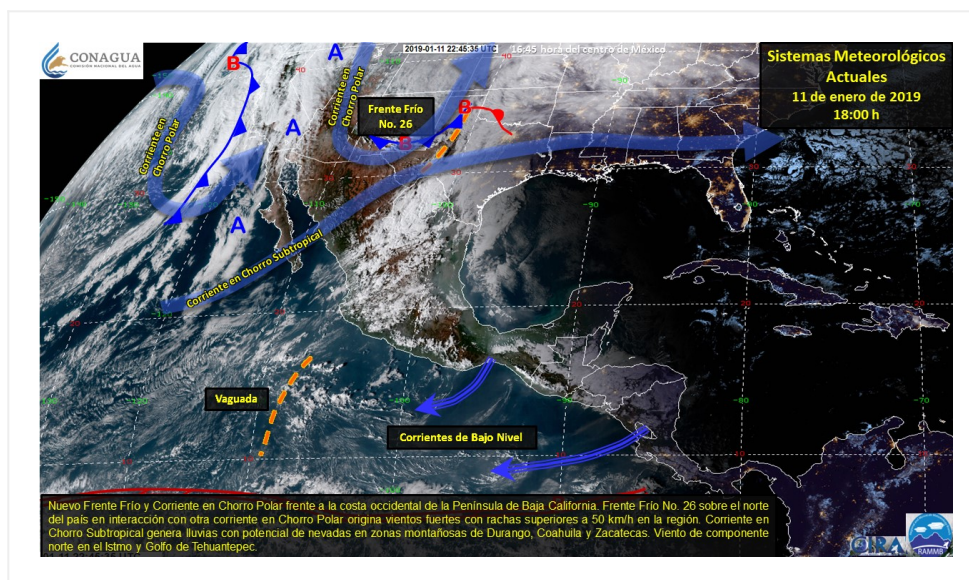 CONAGUA
COMISIÓN NACIONAL DEL AGUA
2019-01-11 22:45:35 UTC
16:45 hora del centro de México
Sistemas Meteorológicos
Actuales
11 de enero de 2019
18:00 h
B
A
B
A
B
A
Corriente en
Chorro Polar
Corriente en
Chorro Polar
Frente Frío
No. 26
Corriente en Chorro Subtropical
Vaguada
Corrientes de Bajo Nivel
Nuevo Frente Frío y Corriente en Chorro Polar frente a la costa occidental de la Península de Baja California. Frente Frío No. 26 sobre el norte
del país en interacción con otra corriente en Chorro Polar origina vientos fuertes con rachas superiores a 50 km/h en la región. Corriente en
Chorro Subtropical genera lluvias con potencial de nevadas en zonas montañosas de Durango, Coahuila y Zacatecas. Viento de componente
norte en el Istmo y Golfo de Tehuantepec.
CIRA
RAMMB